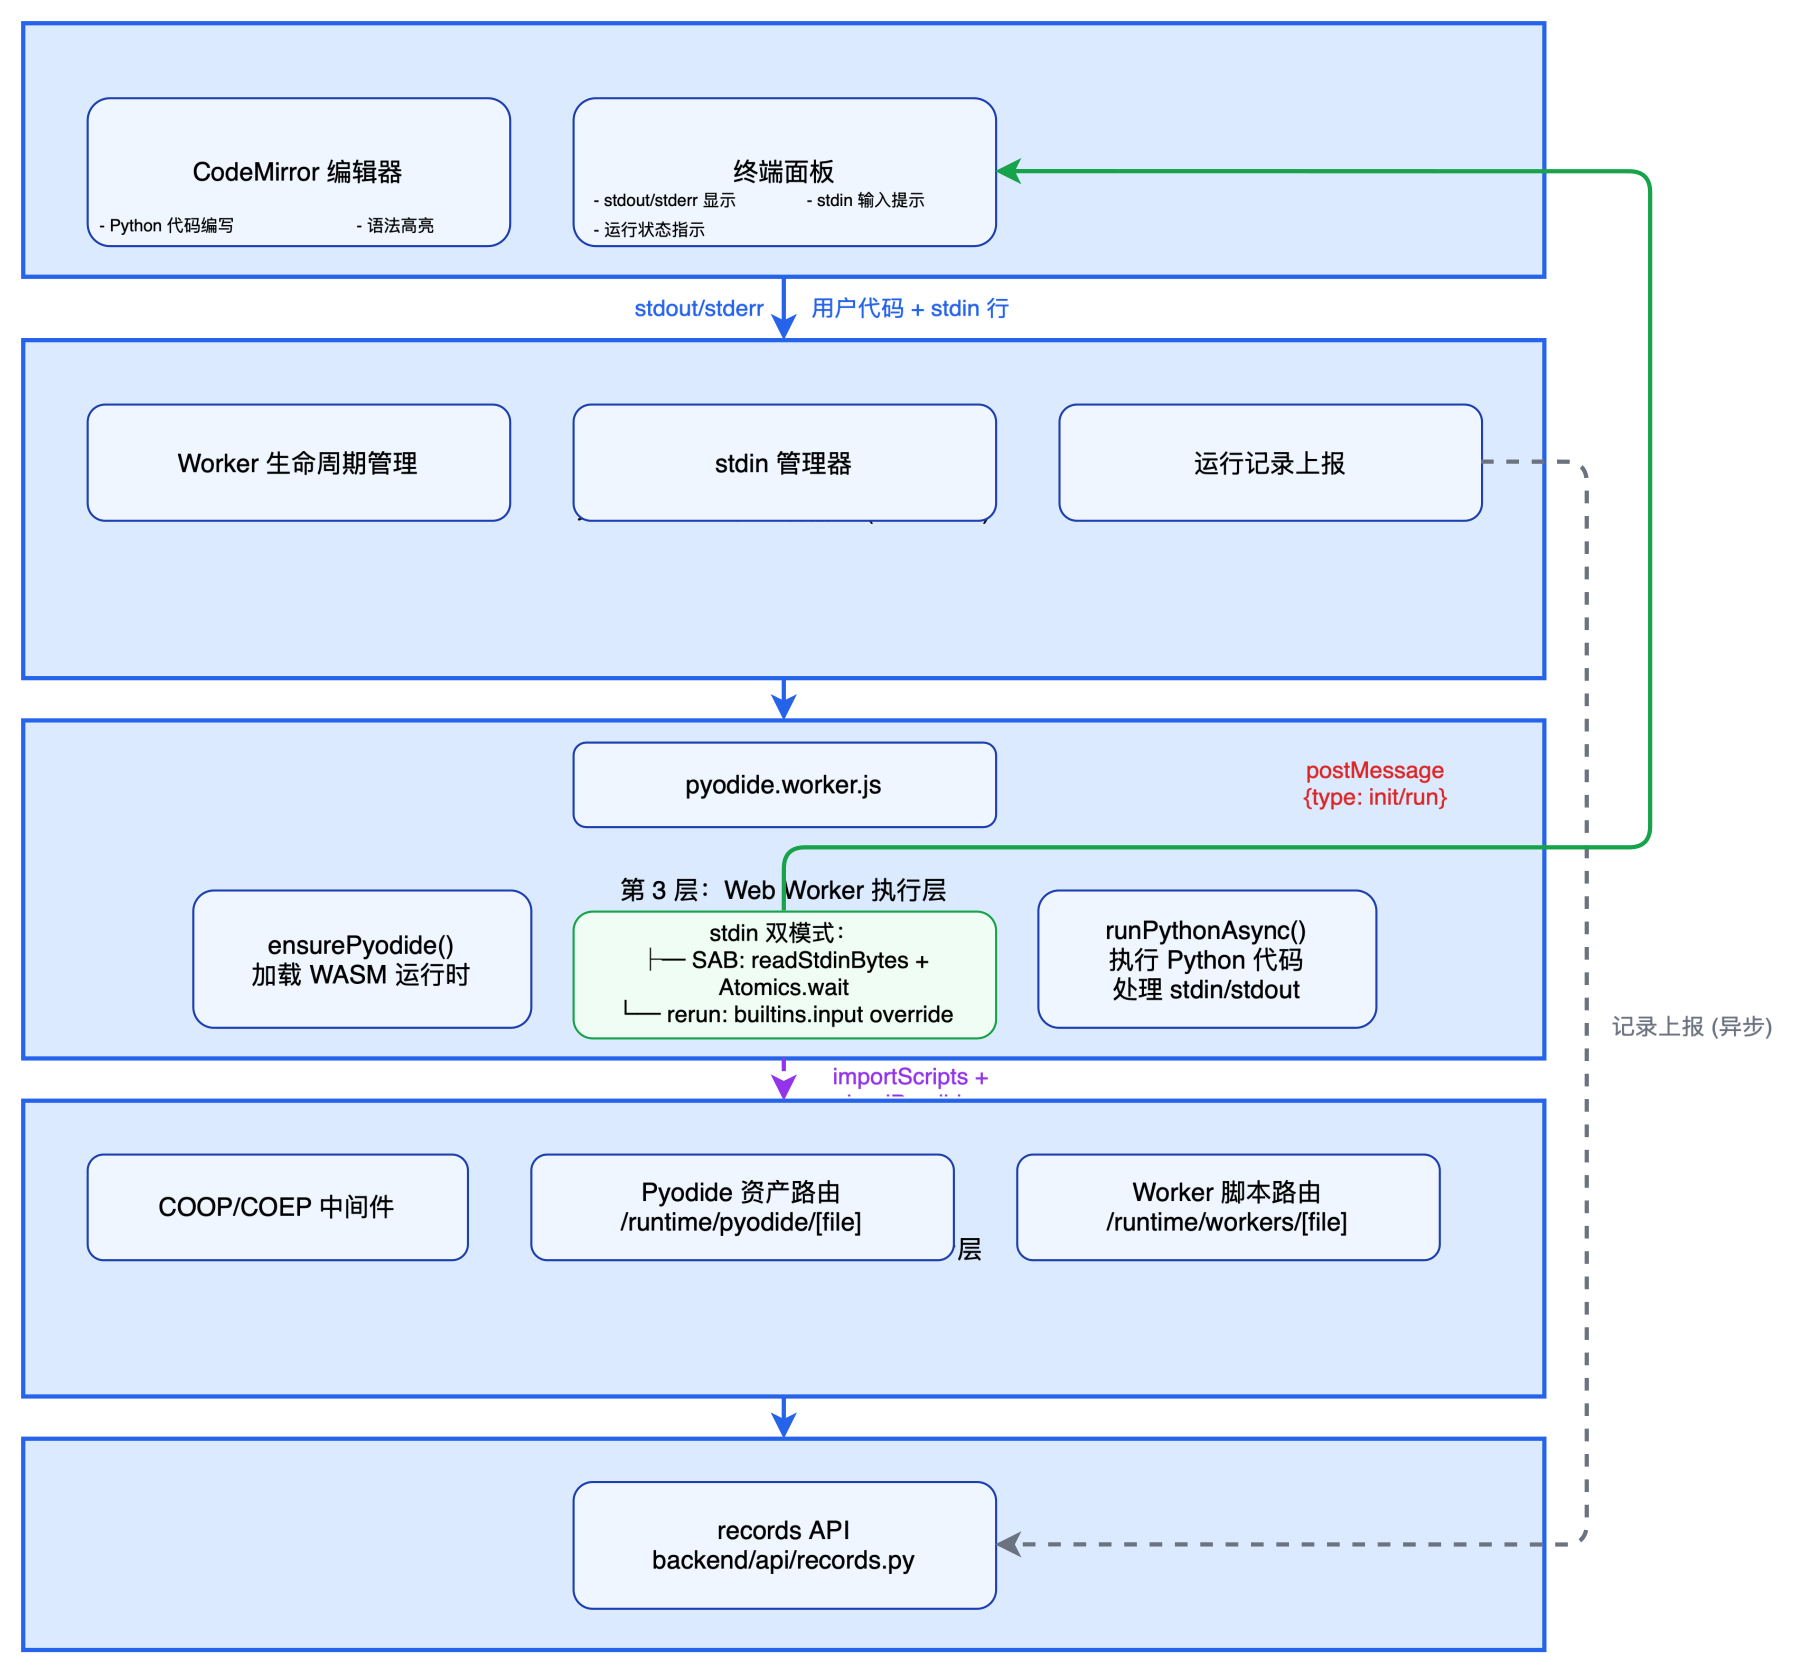 CodeMirror 编辑器
- Python 代码编写
- 语法高亮
终端面板
- stdout/stderr 显示
- stdin 输入提示
- 运行状态指示
stdout/stderr
用户代码 + stdin 行
Worker 生命周期管理
stdin 管理器
运行记录上报
pyodide.worker.js
postMessage
{type: init/run}
第 3 层：Web Worker 执行层
ensurePyodide()
加载 WASM 运行时
stdin 双模式：
├── SAB: readStdinBytes +
Atomics.wait
└── rerun: builtins.input override
runPythonAsync()
执行 Python 代码
处理 stdin/stdout
记录上报 (异步)
importScripts +
COOP/COEP 中间件
Pyodide 资产路由
/runtime/pyodide/[file]
层
Worker 脚本路由
/runtime/workers/[file]
records API
backend/api/records.py